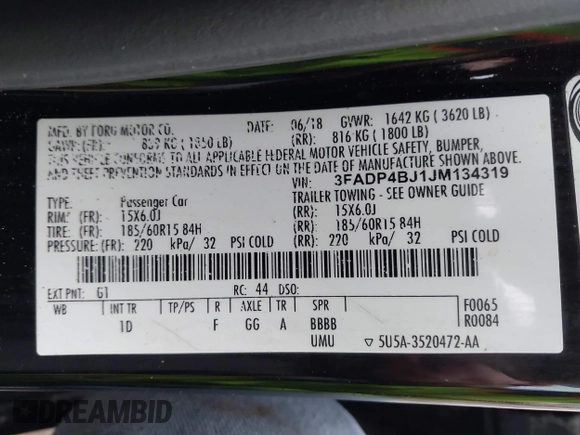 MFD. BY FORD MOTOR CO. DATE: 06/18 GVWR: 1642 KG ( 3620 LB)
GAWR: (FR): KG ( LB) (RR): 816 KG ( 1800 LB)
THIS VEHICLE CONFORMS TO ALL APPLICABLE FEDERAL MOTOR VEHICLE SAFETY, BUMPER,
AND THEFT PREVENTION STANDARDS IN EFFECT ON THE DATE OF MANUFACTURE SHOWN ABOVE.
VIN: 3FADP4BJ1JM134319
TYPE: Passenger Car TRAILER TOWING - SEE OWNER GUIDE
RIM: (FR): 15X6.0J (RR): 15X6.0J
TIRE: (FR): 185/60R15 84H (RR): 185/60R15 84H
PRESSURE: (FR): 220 kPa/ 32 PSI COLD (RR): 220 kPa/ 32 PSI COLD
EXT PNT: G1 RC: 44 DSO:
WB INT TR TP/PS R AXLE TR SPR F0065
1D F GG A BBBB R0084
UMU ▽ 5U5A-3520472-AA
DREAMBID